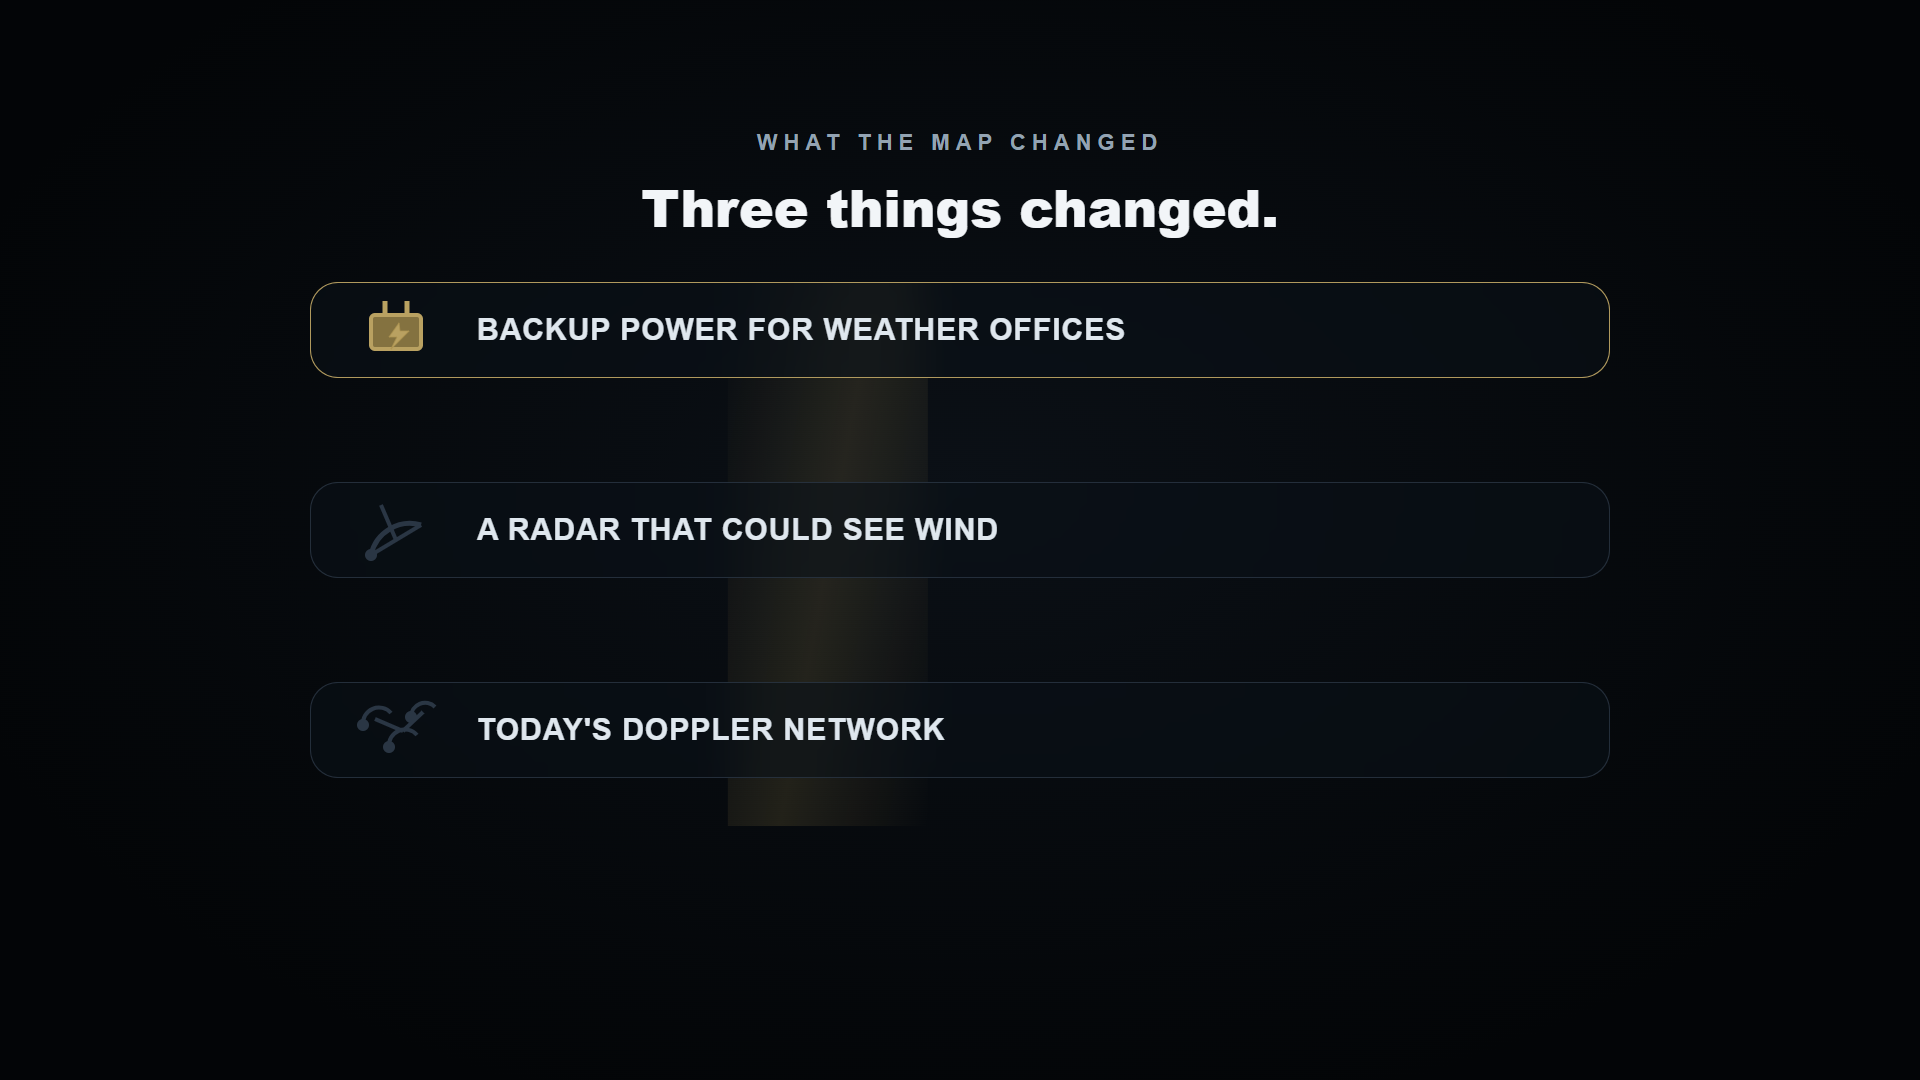 WHAT THE MAP CHANGED
Three things changed.
BACKUP POWER FOR WEATHER OFFICES
A RADAR THAT COULD SEE WIND
TODAY'S DOPPLER NETWORK